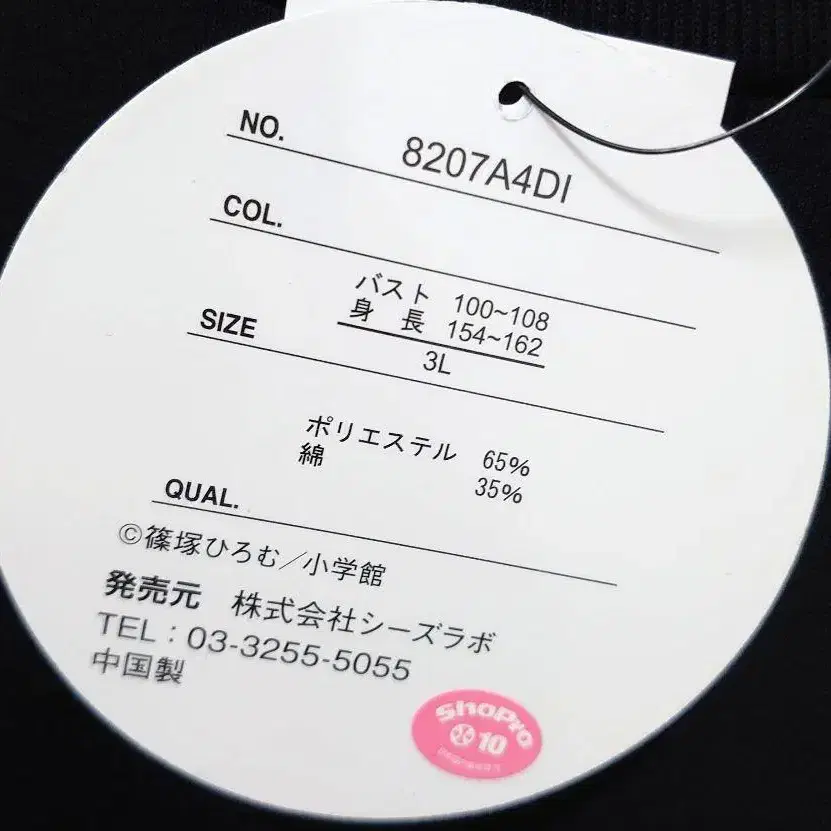 NO. 8207A4DI
COL.
バスト 100~108
身長 154~162
SIZE
3L
ポリエステル 65%
綿 35%
QUAL.
©篠塚ひろむ/小学館
発売元 株式会社シーズラボ
TEL:03-3255-5055
中国製
ShoPro
10